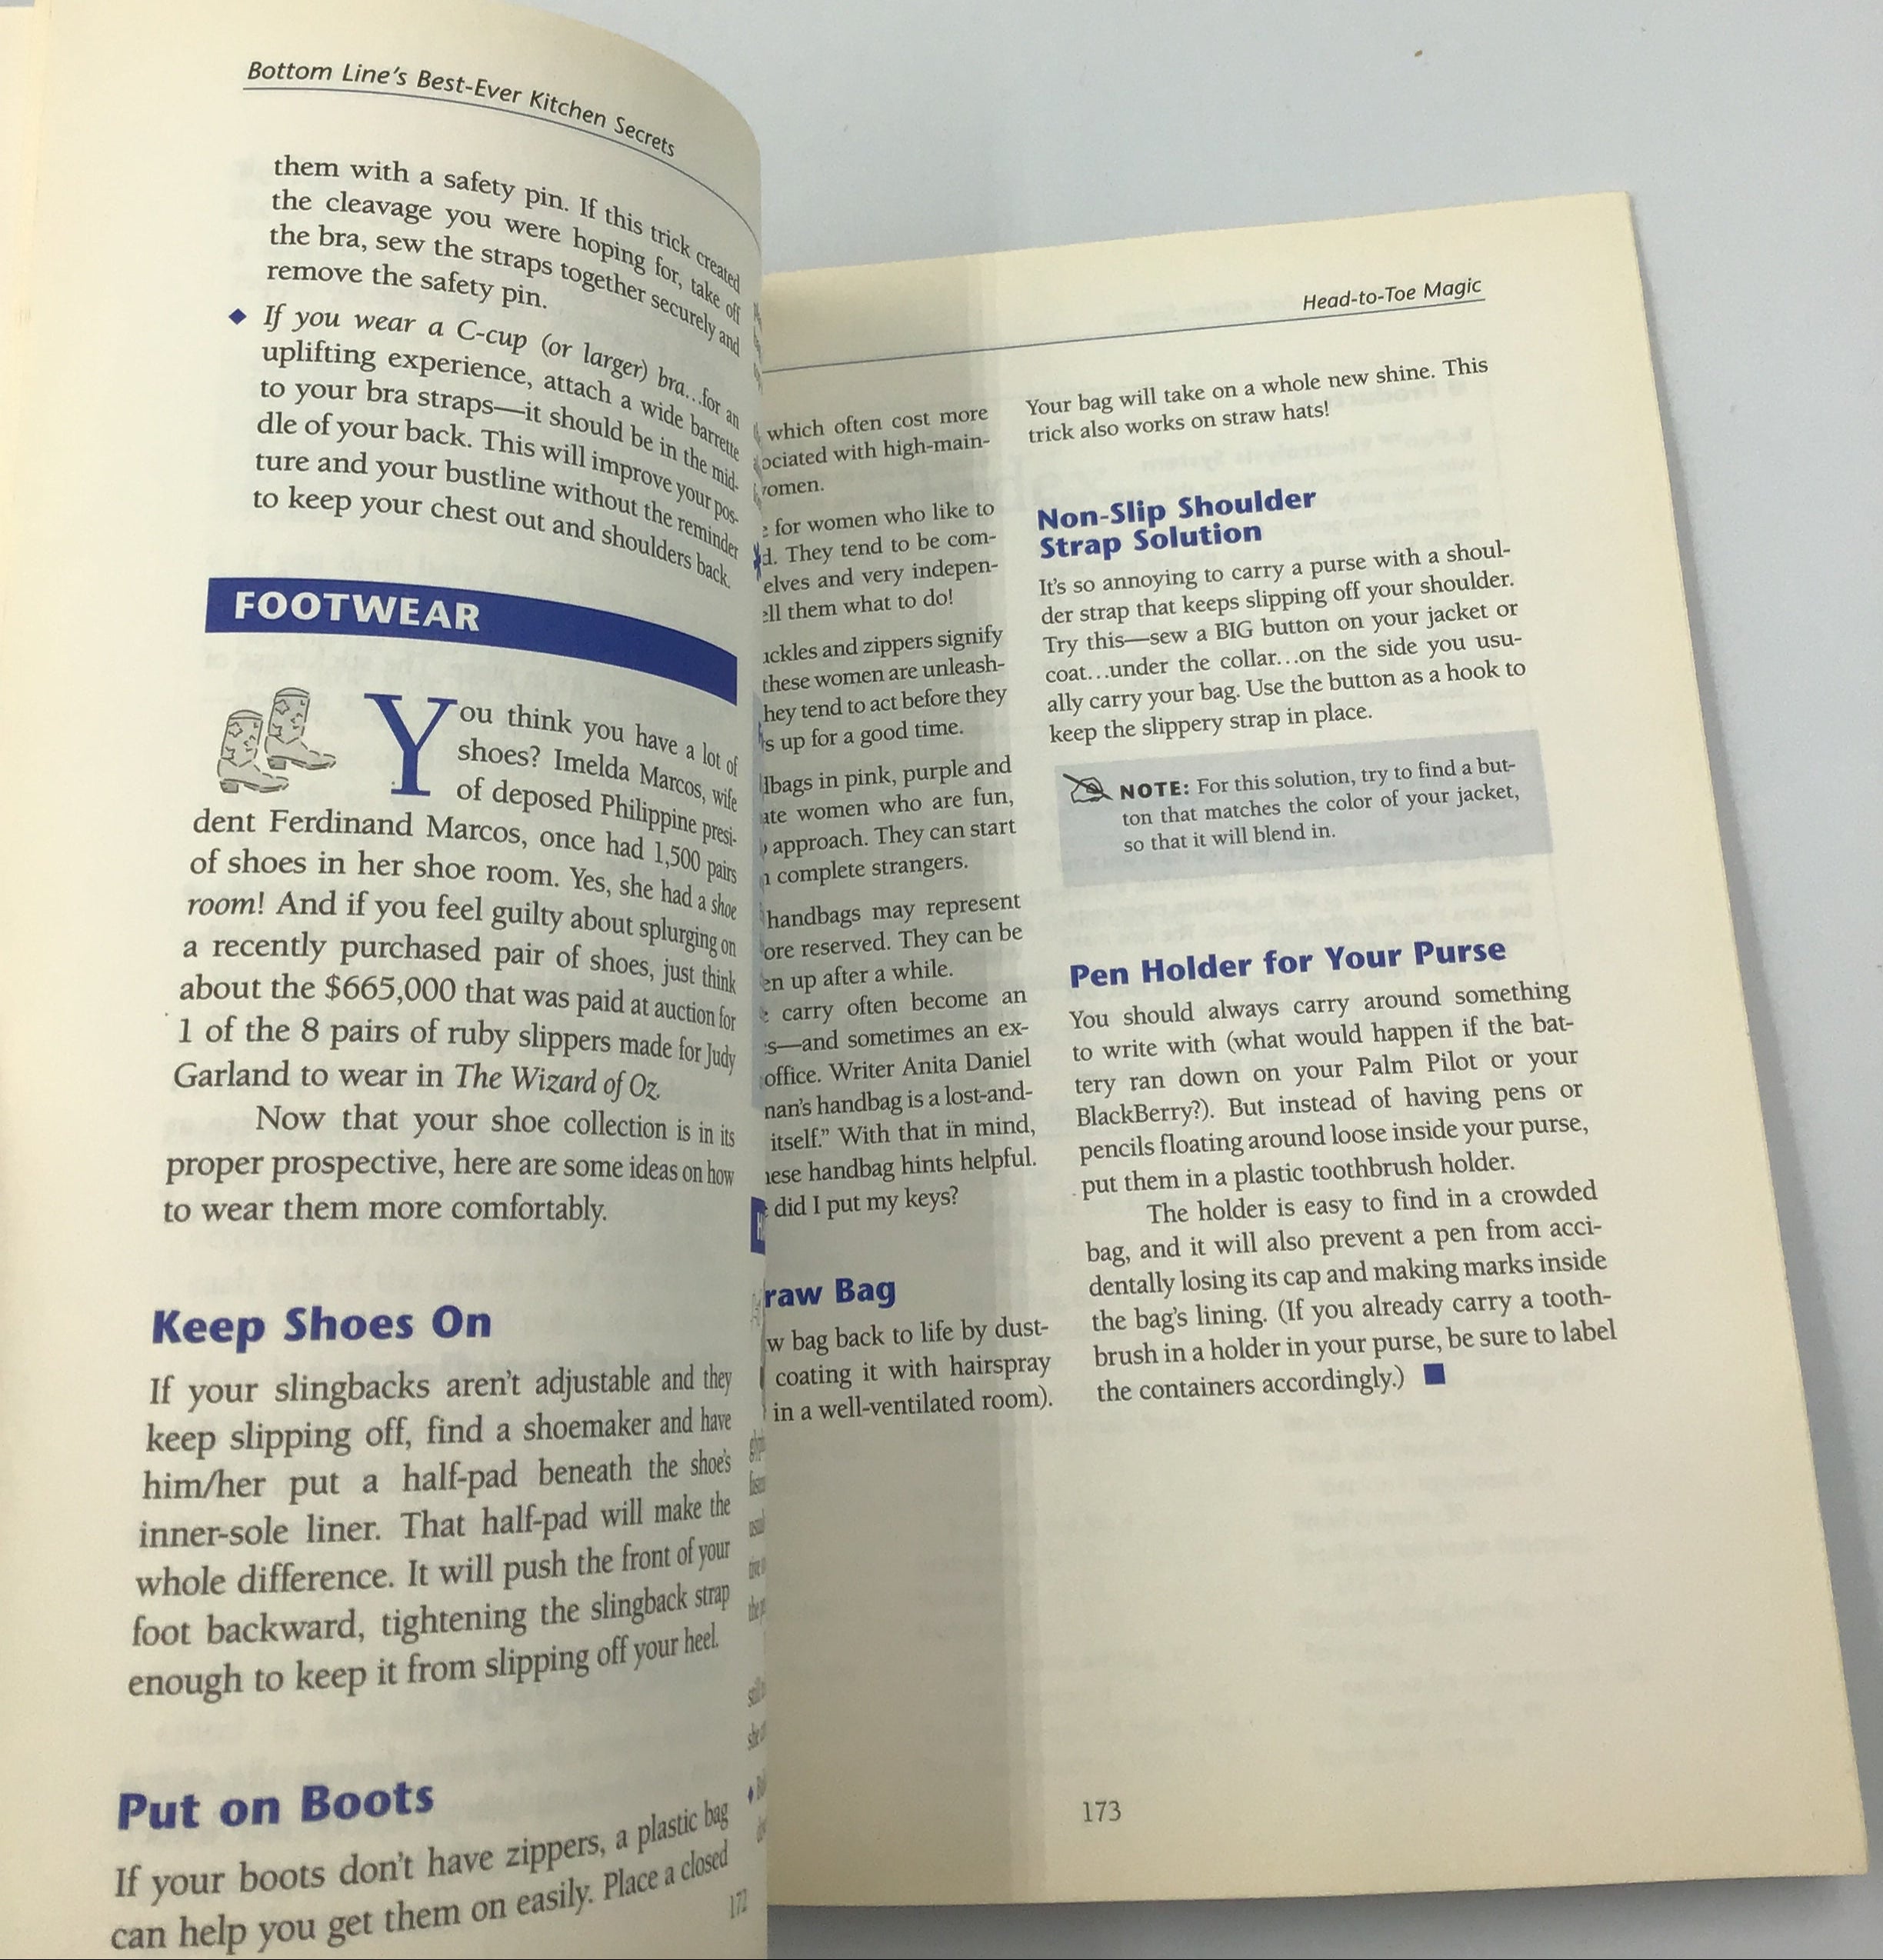 Bottom Line's Best-Ever Kitchen Secrets
them with a safety pin. If this trick created
the cleavage you were hoping for, take off
the bra, sew the straps together securely and
remove the safety pin.
◆ If you wear a C-cup (or larger) bra…for an
uplifting experience, attach a wide barrette
to your bra straps—it should be in the mid-
dle of your back. This will improve your pos-
ture and your bustline without the reminder
to keep your chest out and shoulders back.
FOOTWEAR
You think you have a lot of
shoes? Imelda Marcos, wife
of deposed Philippine presi-
dent Ferdinand Marcos, once had 1,500 pairs
of shoes in her shoe room. Yes, she had a shoe
room! And if you feel guilty about splurging on
a recently purchased pair of shoes, just think
about the $665,000 that was paid at auction for
1 of the 8 pairs of ruby slippers made for Judy
Garland to wear in The Wizard of Oz.
Now that your shoe collection is in its
proper prospective, here are some ideas on how
to wear them more comfortably.
Keep Shoes On
If your slingbacks aren't adjustable and they
keep slipping off, find a shoemaker and have
him/her put a half-pad beneath the shoe's
inner-sole liner. That half-pad will make the
whole difference. It will push the front of your
foot backward, tightening the slingback strap
enough to keep it from slipping off your heel.
Put on Boots
If your boots don't have zippers, a plastic bag
can help you get them on easily. Place a closed
172
Head-to-Toe Magic
which often cost more
ociated with high-main-
omen.
for women who like to
d. They tend to be com-
elves and very indepen-
ell them what to do!
uckles and zippers signify
these women are unleash-
hey tend to act before they
s up for a good time.
dbags in pink, purple and
ate women who are fun,
approach. They can start
complete strangers.
handbags may represent
ore reserved. They can be
en up after a while.
carry often become an
s—and sometimes an ex-
office. Writer Anita Daniel
nan's handbag is a lost-and-
itself." With that in mind,
hese handbag hints helpful.
did I put my keys?
raw Bag
w bag back to life by dust-
coating it with hairspray
in a well-ventilated room).
Your bag will take on a whole new shine. This
trick also works on straw hats!
Non-Slip Shoulder
Strap Solution
It's so annoying to carry a purse with a shoul-
der strap that keeps slipping off your shoulder.
Try this—sew a BIG button on your jacket or
coat…under the collar…on the side you usu-
ally carry your bag. Use the button as a hook to
keep the slippery strap in place.
NOTE: For this solution, try to find a but-
ton that matches the color of your jacket,
so that it will blend in.
Pen Holder for Your Purse
You should always carry around something
to write with (what would happen if the bat-
tery ran down on your Palm Pilot or your
BlackBerry?). But instead of having pens or
pencils floating around loose inside your purse,
put them in a plastic toothbrush holder.
The holder is easy to find in a crowded
bag, and it will also prevent a pen from acci-
dentally losing its cap and making marks inside
the bag's lining. (If you already carry a tooth-
brush in a holder in your purse, be sure to label
the containers accordingly.) ■
173